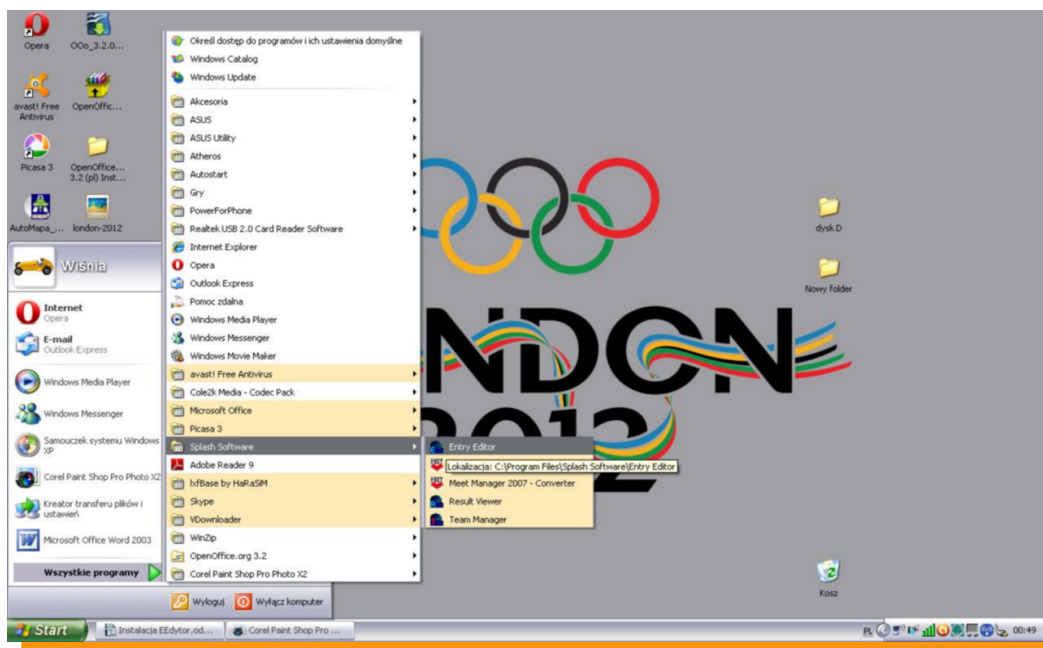 Opera
OOo_3.2.0...
avast! Free
Antivirus
OpenOffic...
Picasa 3
OpenOffice...
3.2 (pl) Inst...
AutoMapa_...
london-2012
Wiśnia
Internet
Opera
E-mail
Outlook Express
Windows Media Player
Windows Messenger
Samouczek systemu Windows
XP
Corel Paint Shop Pro Photo X2
Kreator transferu plików i
ustawień
Microsoft Office Word 2003
Wszystkie programy
Określ dostęp do programów i ich ustawienia domyślne
Windows Catalog
Windows Update
Akcesoria
ASUS
ASUS Utility
Atheros
Autostart
Gry
PowerForPhone
Realtek USB 2.0 Card Reader Software
Internet Explorer
Opera
Outlook Express
Pomoc zdalna
Windows Media Player
Windows Messenger
Windows Movie Maker
avast! Free Antivirus
Cole2k Media - Codec Pack
Microsoft Office
Picasa 3
Splash Software
Adobe Reader 9
lxfBase by HaRaSiM
Skype
VDownloader
WinZip
OpenOffice.org 3.2
Corel Paint Shop Pro Photo X2
Entry Editor
Lokalizacja: C:\Program Files\Splash Software\Entry Editor
Meet Manager 2007 - Converter
Result Viewer
Team Manager
NDON
2012
dysk D
Nowy folder
Kosz
Wyloguj
Wyłącz komputer
Start
Instalacja EEdytor.od...
Corel Paint Shop Pro ...
PL
00:49